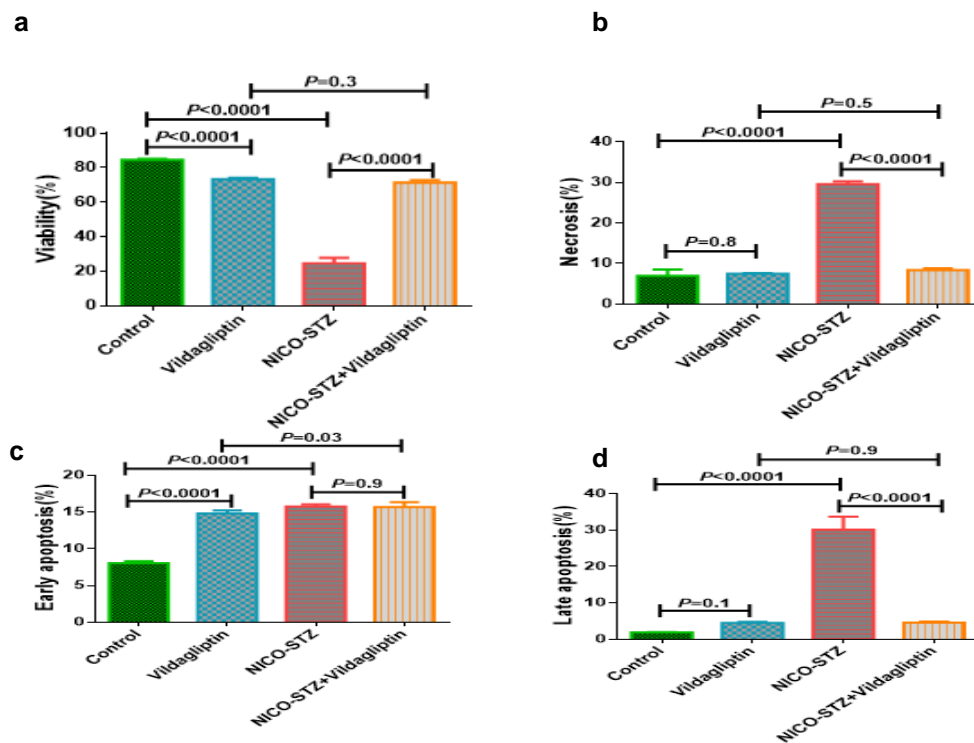 a
P=0.3
P<0.0001
P<0.0001
P<0.0001
Viability(%)
100
80
60
40
20
0
Control
Vildagliptin
NICO-STZ
NICO-STZ+Vildagliptin
b
P=0.5
P<0.0001
P<0.0001
P=0.8
Necrosis(%)
40
30
20
10
0
Control
Vildagliptin
NICO-STZ
NICO-STZ+Vildagliptin
c
P=0.03
P<0.0001
P=0.9
P<0.0001
Early apoptosis(%)
20
15
10
5
0
Control
Vildagliptin
NICO-STZ
NICO-STZ+Vildagliptin
d
P=0.9
P<0.0001
P<0.0001
P=0.1
Late apoptosis(%)
40
30
20
10
0
Control
Vildagliptin
NICO-STZ
NICO-STZ+Vildagliptin